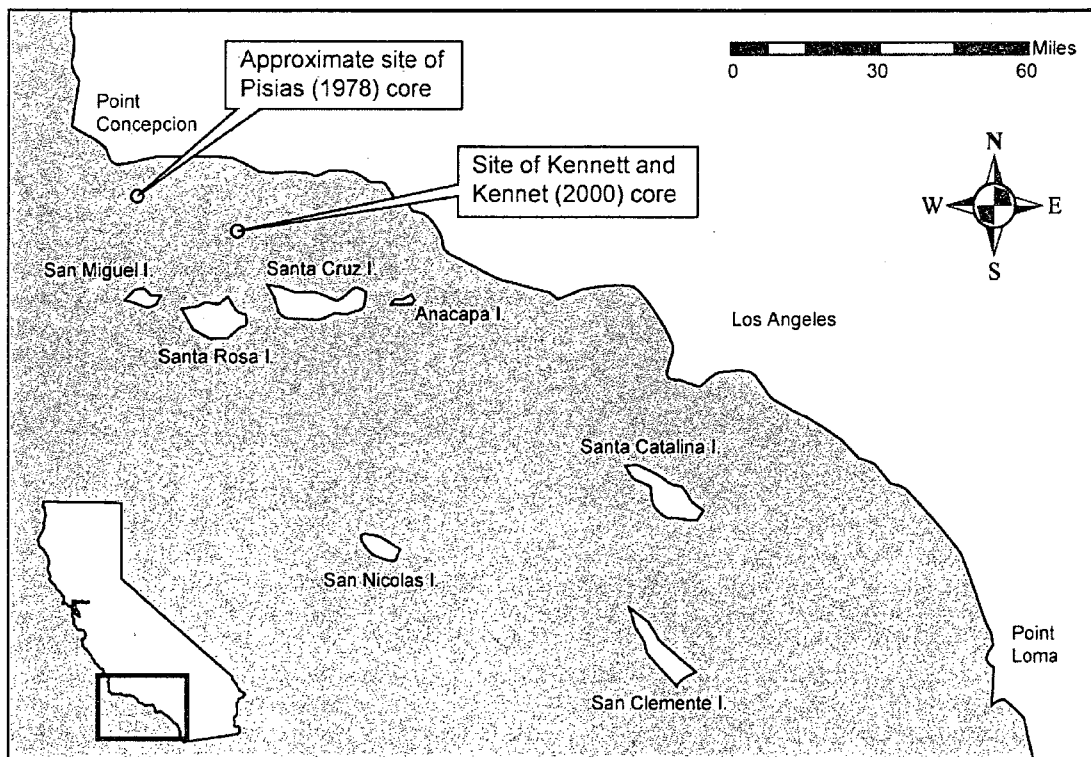 Approximate site of
Pisias (1978) core
Miles
0 30 60
Point
Concepcion
N
W E
S
Site of Kennett and
Kennet (2000) core
San Miguel I.
Santa Cruz I.
Anacapa I.
Santa Rosa I.
Los Angeles
Santa Catalina I.
San Nicolas I.
Point
Loma
San Clemente I.